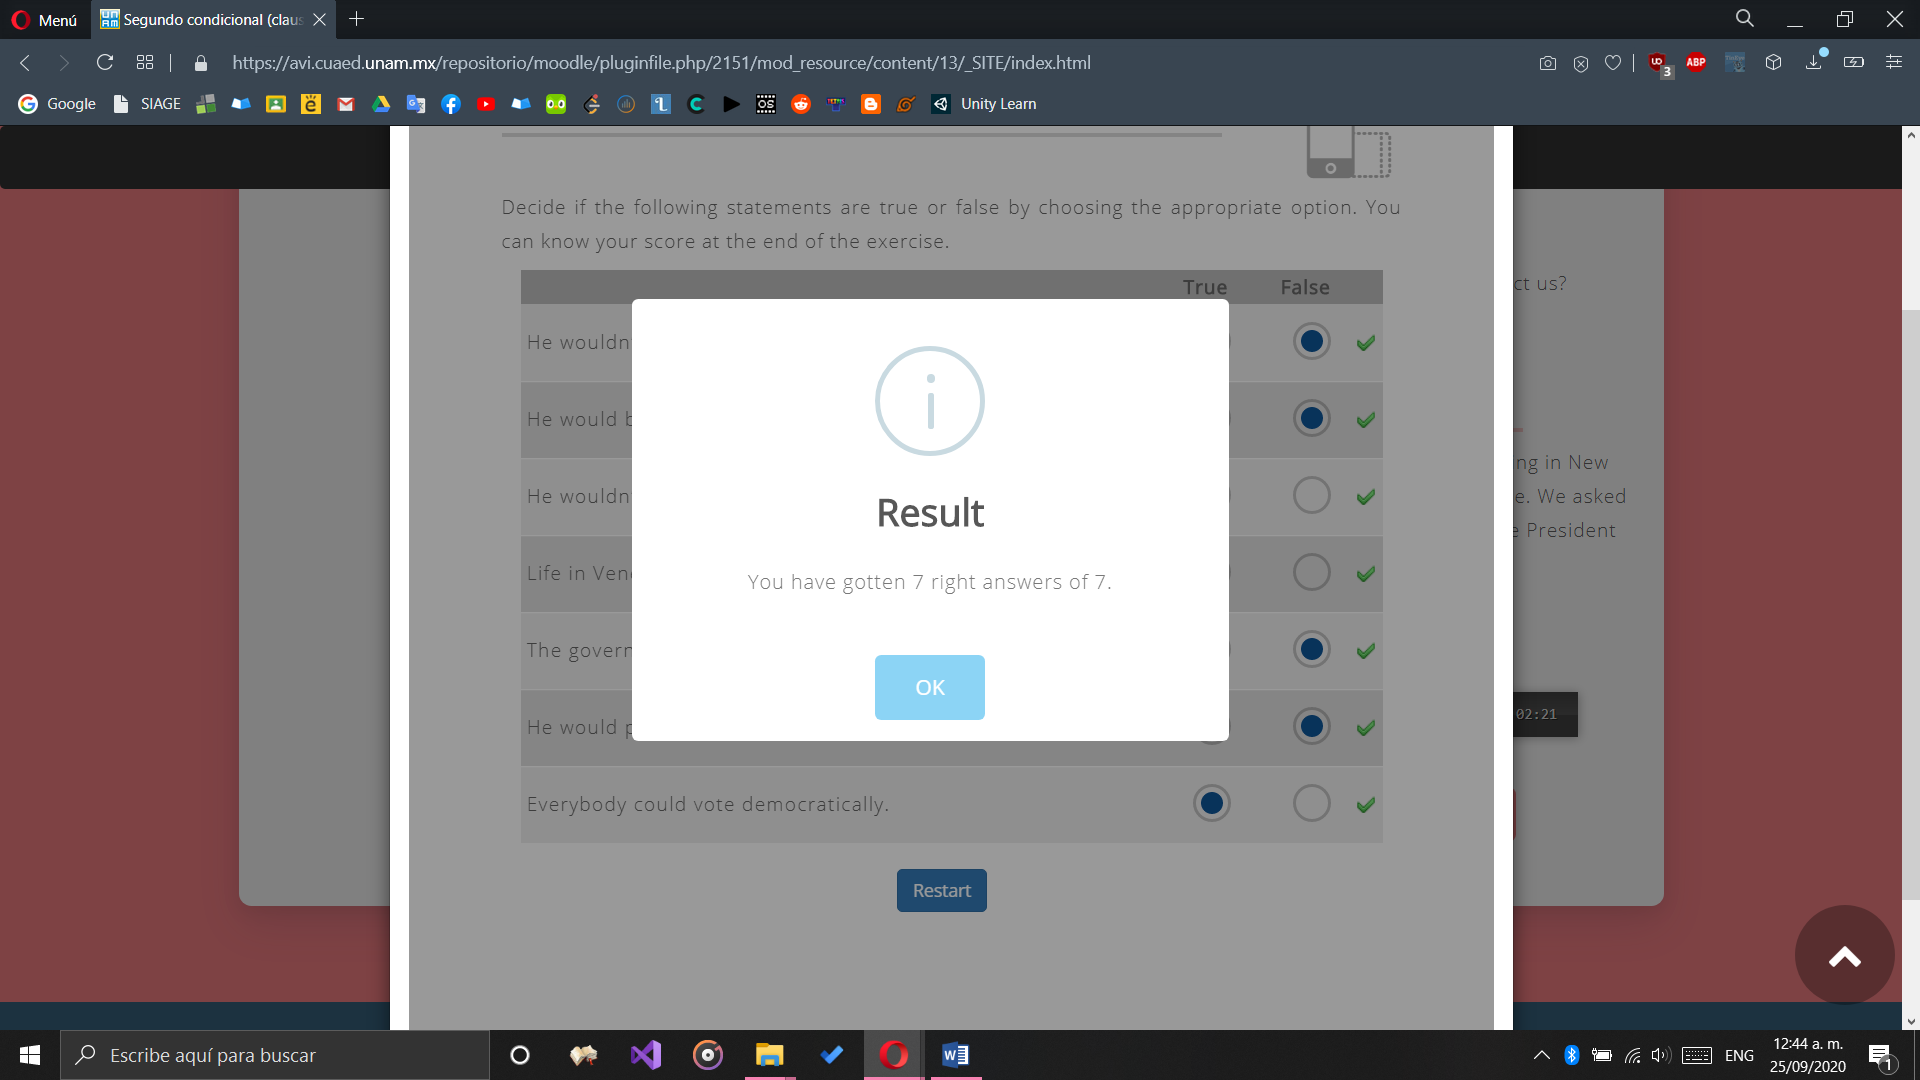 Menú
Segundo condicional (claus
https://avi.cuaed.unam.mx/repositorio/moodle/pluginfile.php/2151/mod_resource/content/13/_SITE/index.html
3
ABP
Google
SIAGE
Unity Learn
Decide if the following statements are true or false by choosing the appropriate option. You
can know your score at the end of the exercise.
True False
He wouldn
He would b
He wouldn
Life in Ven
The govern
He would p
Everybody could vote democratically.
Result
You have gotten 7 right answers of 7.
OK
Restart
ct us?
ng in New
e. We asked
e President
02:21
Escribe aquí para buscar
ENG
12:44 a. m.
25/09/2020
1